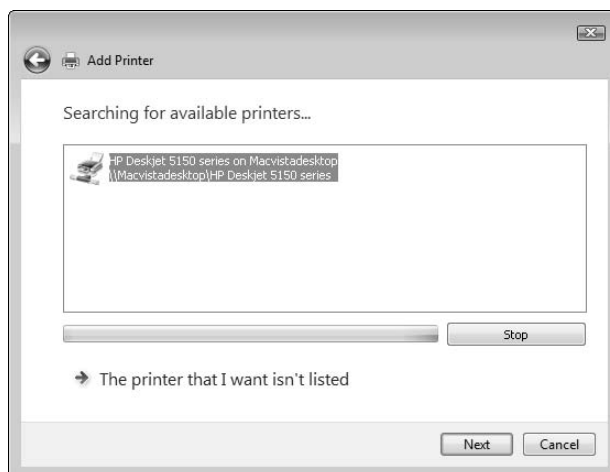 Add Printer
Searching for available printers...
HP Deskjet 5150 series on Macvistadesktop
\\Macvistadesktop\HP Deskjet 5150 series
Stop
The printer that I want isn't listed
Next
Cancel